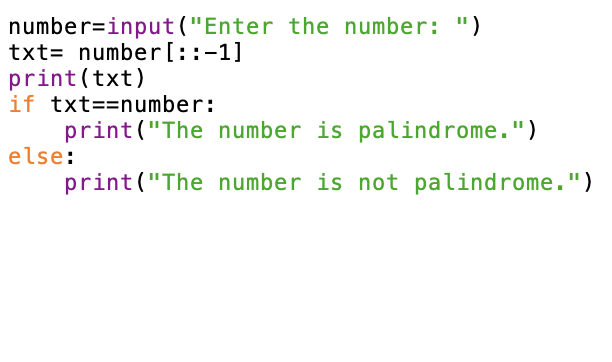 number=input("Enter the number: ")
txt= number[::-1]
print(txt)
if txt==number:
    print("The number is palindrome.")
else:
    print("The number is not palindrome.")